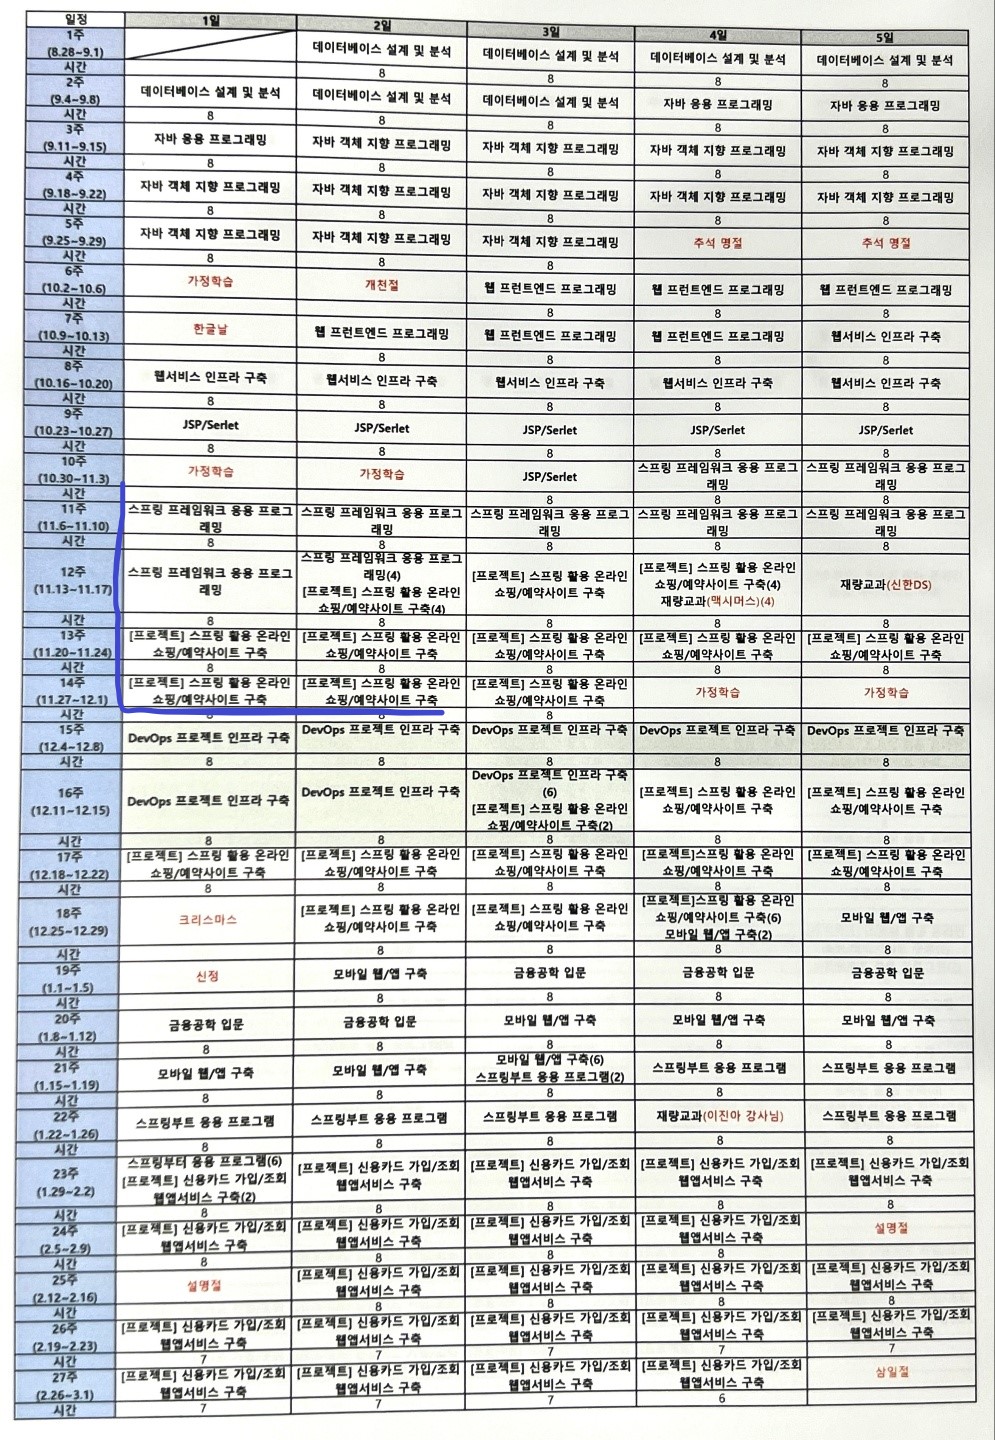 일정 1일 2일 3일 4일 5일
1주
(8.28~9.1) 데이터베이스 설계 및 분석 데이터베이스 설계 및 분석 데이터베이스 설계 및 분석 데이터베이스 설계 및 분석
시간 8 8 8 8
2주
(9.4~9.8) 데이터베이스 설계 및 분석 데이터베이스 설계 및 분석 데이터베이스 설계 및 분석 자바 응용 프로그래밍 자바 응용 프로그래밍
시간 8 8 8 8 8
3주
(9.11~9.15) 자바 응용 프로그래밍 자바 객체 지향 프로그래밍 자바 객체 지향 프로그래밍 자바 객체 지향 프로그래밍 자바 객체 지향 프로그래밍
시간 8 8 8 8 8
4주
(9.18~9.22) 자바 객체 지향 프로그래밍 자바 객체 지향 프로그래밍 자바 객체 지향 프로그래밍 자바 객체 지향 프로그래밍 자바 객체 지향 프로그래밍
시간 8 8 8 8 8
5주
(9.25~9.29) 자바 객체 지향 프로그래밍 자바 객체 지향 프로그래밍 자바 객체 지향 프로그래밍 추석 명절 추석 명절
시간 8 8 8
6주
(10.2~10.6) 가정학습 개천절 웹 프런트엔드 프로그래밍 웹 프런트엔드 프로그래밍 웹 프런트엔드 프로그래밍
시간 8 8 8
7주
(10.9~10.13) 한글날 웹 프런트엔드 프로그래밍 웹 프런트엔드 프로그래밍 웹 프런트엔드 프로그래밍 웹서비스 인프라 구축
시간 8 8 8 8
8주
(10.16~10.20) 웹서비스 인프라 구축 웹서비스 인프라 구축 웹서비스 인프라 구축 웹서비스 인프라 구축 웹서비스 인프라 구축
시간 8 8 8 8 8
9주
(10.23~10.27) JSP/Serlet JSP/Serlet JSP/Serlet JSP/Serlet JSP/Serlet
시간 8 8 8 8 8
10주
(10.30~11.3) 가정학습 가정학습 JSP/Serlet 스프링 프레임워크 응용 프로그 스프링 프레임워크 응용 프로그
래밍 래밍
시간 8 8 8
11주 스프링 프레임워크 응용 프로그 스프링 프레임워크 응용 프로그 스프링 프레임워크 응용 프로그 스프링 프레임워크 응용 프로그 스프링 프레임워크 응용 프로그
(11.6~11.10) 래밍 래밍 래밍 래밍 래밍
시간 8 8 8 8 8
12주
(11.13~11.17) 스프링 프레임워크 응용 프로그
래밍
스프링 프레임워크 응용 프로그
래밍(4)
[프로젝트] 스프링 활용 온라인
쇼핑/예약사이트 구축(4)
[프로젝트] 스프링 활용 온라인
쇼핑/예약사이트 구축
[프로젝트] 스프링 활용 온라인
쇼핑/예약사이트 구축(4)
재량교과(맥시머스)(4)
재량교과(신한DS)
시간 8 8 8 8 8
13주 [프로젝트] 스프링 활용 온라인 [프로젝트] 스프링 활용 온라인 [프로젝트] 스프링 활용 온라인 [프로젝트] 스프링 활용 온라인 [프로젝트] 스프링 활용 온라인
(11.20~11.24) 쇼핑/예약사이트 구축 쇼핑/예약사이트 구축 쇼핑/예약사이트 구축 쇼핑/예약사이트 구축 쇼핑/예약사이트 구축
시간 8 8 8 8 8
14주 [프로젝트] 스프링 활용 온라인 [프로젝트] 스프링 활용 온라인 [프로젝트] 스프링 활용 온라인 가정학습 가정학습
(11.27~12.1) 쇼핑/예약사이트 구축 쇼핑/예약사이트 구축 쇼핑/예약사이트 구축
시간 8 8 8
15주
(12.4~12.8) DevOps 프로젝트 인프라 구축 DevOps 프로젝트 인프라 구축 DevOps 프로젝트 인프라 구축 DevOps 프로젝트 인프라 구축 DevOps 프로젝트 인프라 구축
시간 8 8 8 8 8
16주
(12.11~12.15) DevOps 프로젝트 인프라 구축 DevOps 프로젝트 인프라 구축
DevOps 프로젝트 인프라 구축
(6)
[프로젝트] 스프링 활용 온라인
쇼핑/예약사이트 구축(2)
[프로젝트] 스프링 활용 온라인
쇼핑/예약사이트 구축
[프로젝트] 스프링 활용 온라인
쇼핑/예약사이트 구축
시간 8 8 8 8 8
17주 [프로젝트] 스프링 활용 온라인 [프로젝트] 스프링 활용 온라인 [프로젝트] 스프링 활용 온라인 [프로젝트]스프링 활용 온라인 [프로젝트] 스프링 활용 온라인
(12.18~12.22) 쇼핑/예약사이트 구축 쇼핑/예약사이트 구축 쇼핑/예약사이트 구축 쇼핑/예약사이트 구축 쇼핑/예약사이트 구축
시간 8 8 8 8 8
18주
(12.25~12.29) 크리스마스
[프로젝트] 스프링 활용 온라인
쇼핑/예약사이트 구축
[프로젝트] 스프링 활용 온라인
쇼핑/예약사이트 구축
[프로젝트]스프링 활용 온라인
쇼핑/예약사이트 구축(6)
모바일 웹/앱 구축(2)
모바일 웹/앱 구축
시간 8 8 8 8
19주
(1.1~1.5) 신정 모바일 웹/앱 구축 금융공학 입문 금융공학 입문 금융공학 입문
시간 8 8 8 8
20주
(1.8~1.12) 금융공학 입문 금융공학 입문 모바일 웹/앱 구축 모바일 웹/앱 구축 모바일 웹/앱 구축
시간 8 8 8 8 8
21주
(1.15~1.19) 모바일 웹/앱 구축 모바일 웹/앱 구축
모바일 웹/앱 구축(6)
스프링부트 응용 프로그램(2)
스프링부트 응용 프로그램 스프링부트 응용 프로그램
시간 8 8 8 8 8
22주
(1.22~1.26) 스프링부트 응용 프로그램 스프링부트 응용 프로그램 스프링부트 응용 프로그램 재량교과(이진아 강사님) 스프링부트 응용 프로그램
시간 8 8 8 8 8
23주
(1.29~2.2)
스프링부터 응용 프로그램(6)
[프로젝트] 신용카드 가입/조회
웹앱서비스 구축(2)
[프로젝트] 신용카드 가입/조회
웹앱서비스 구축
[프로젝트] 신용카드 가입/조회
웹앱서비스 구축
[프로젝트] 신용카드 가입/조회
웹앱서비스 구축
[프로젝트] 신용카드 가입/조회
웹앱서비스 구축
시간 8 8 8 8 8
24주 [프로젝트] 신용카드 가입/조회 [프로젝트] 신용카드 가입/조회 [프로젝트] 신용카드 가입/조회 [프로젝트] 신용카드 가입/조회 설명절
(2.5~2.9) 웹앱서비스 구축 웹앱서비스 구축 웹앱서비스 구축 웹앱서비스 구축
시간 8 8 8 8
25주 설명절 [프로젝트] 신용카드 가입/조회 [프로젝트] 신용카드 가입/조회 [프로젝트] 신용카드 가입/조회 [프로젝트] 신용카드 가입/조회
(2.12~2.16) 웹앱서비스 구축 웹앱서비스 구축 웹앱서비스 구축 웹앱서비스 구축
시간 8 8 8 8
26주 [프로젝트] 신용카드 가입/조회 [프로젝트] 신용카드 가입/조회 [프로젝트] 신용카드 가입/조회 [프로젝트] 신용카드 가입/조회 [프로젝트] 신용카드 가입/조회
(2.19~2.23) 웹앱서비스 구축 웹앱서비스 구축 웹앱서비스 구축 웹앱서비스 구축 웹앱서비스 구축
시간 7 7 7 7 7
27주 [프로젝트] 신용카드 가입/조회 [프로젝트] 신용카드 가입/조회 [프로젝트] 신용카드 가입/조회 [프로젝트] 신용카드 가입/조회 삼일절
(2.26~3.1) 웹앱서비스 구축 웹앱서비스 구축 웹앱서비스 구축 웹앱서비스 구축
시간 7 7 7 6